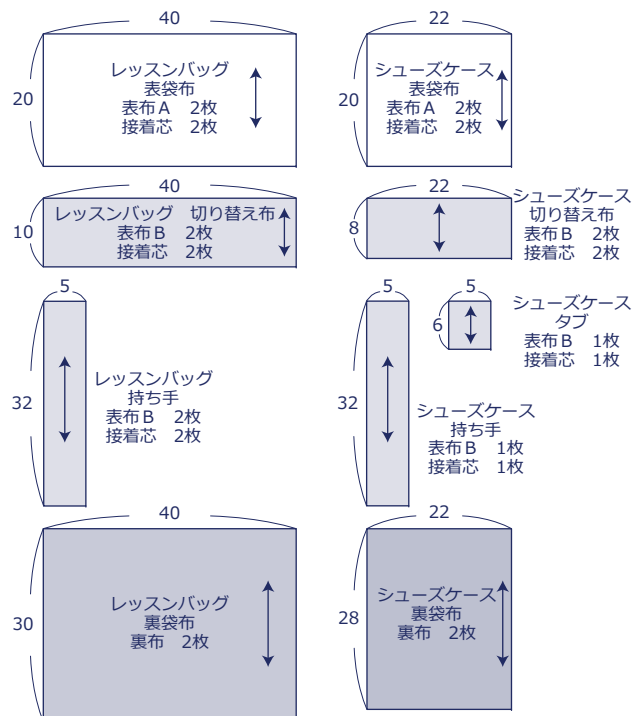 40
20
レッスンバッグ
表袋布
表布A 2枚
接着芯 2枚
22
20
シューズケース
表袋布
表布A 2枚
接着芯 2枚
40
10
レッスンバッグ 切り替え布
表布B 2枚
接着芯 2枚
22
8
シューズケース
切り替え布
表布B 2枚
接着芯 2枚
5
32
レッスンバッグ
持ち手
表布B 2枚
接着芯 2枚
5
32
シューズケース
持ち手
表布B 1枚
接着芯 1枚
5
6
シューズケース
タブ
表布B 1枚
接着芯 1枚
40
30
レッスンバッグ
裏袋布
裏布 2枚
22
28
シューズケース
裏袋布
裏布 2枚